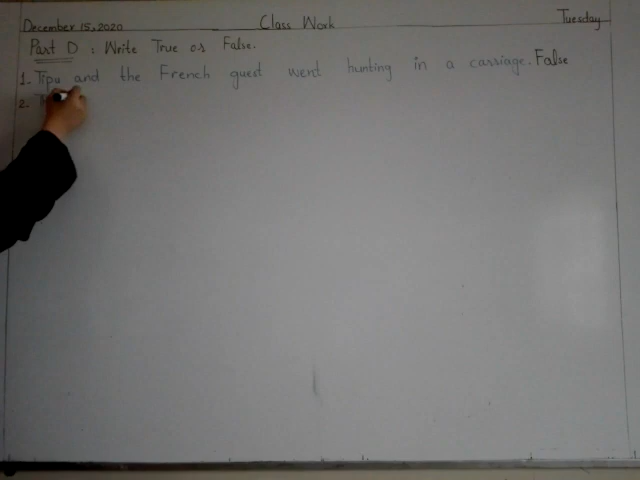 December 15, 2020 Class Work Tuesday
Part D : Write True or False.
1. Tipu and the French guest went hunting in a carriage. False
2.